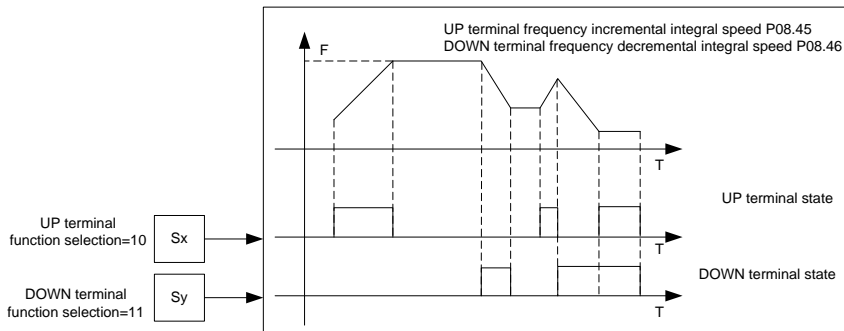 UP terminal frequency incremental integral speed P08.45
DOWN terminal frequency decremental integral speed P08.46
F
T
UP terminal state
UP terminal
function selection=10
Sx
T
DOWN terminal state
DOWN terminal
function selection=11
Sy
T